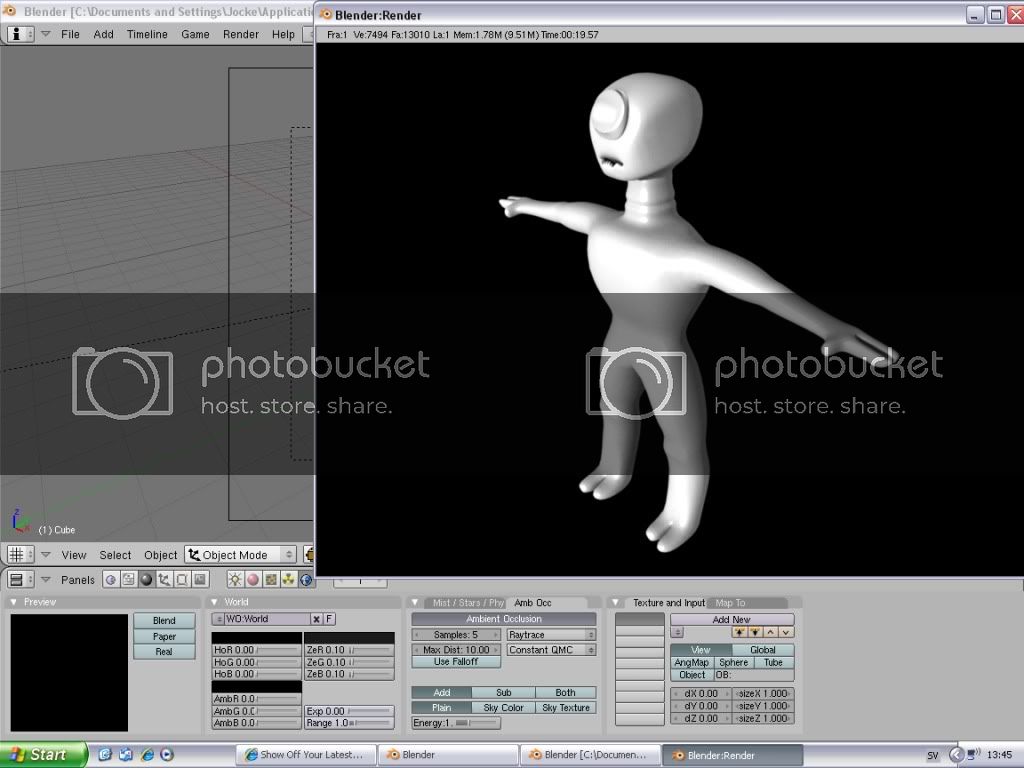 Blender [C:\Documents and Settings\Jocke\Applicati
Blender:Render
File Add Timeline Game Render Help
Fra:1 Ve:7494 Fa:13010 La:1 Mem:1.78M (9.51M) Time:00:19.57
photobucket
host. store. share.
photobucket
host. store. share.
z
x
(1) Cube
View Select Object Object Mode
Panels
1
Preview
World
Mist / Stars / Phy
Amb Occ
Texture and Input
Map To
Blend
Paper
Real
WO:World
F
HoR 0.00
HoG 0.00
HoB 0.00
ZeR 0.10
ZeG 0.10
ZeB 0.10
AmbR 0.0
AmbG 0.0
AmbB 0.0
Exp 0.00
Range 1.0
Ambient Occlusion
Samples: 5
Max Dist: 10.00
Use Falloff
Raytrace
Constant QMC
Add Sub Both
Plain Sky Color Sky Texture
Energy:1.
Add New
View Global
AngMap Sphere Tube
Object OB:
dX 0.00 sizeX 1.000
dY 0.00 sizeY 1.000
dZ 0.00 sizeZ 1.000
Start
Show Off Your Latest...
Blender
Blender [C:\Documen...
Blender:Render
SV
13:45